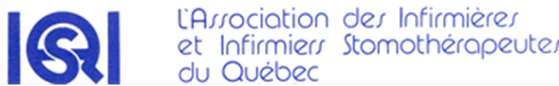 L'Association des Infirmières
et Infirmiers Stomothérapeutes
du Québec